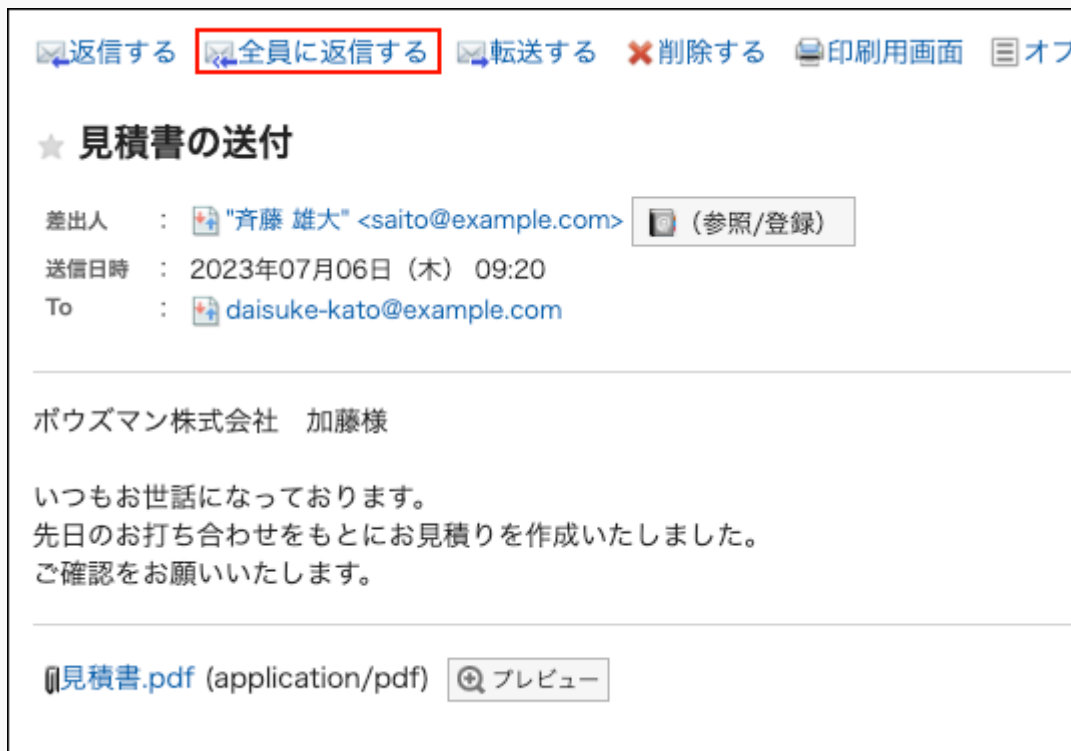 返信する 全員に返信する 転送する 削除する 印刷用画面 オプ
見積書の送付
差出人 : "斉藤 雄大" <saito@example.com> (参照/登録)
送信日時 : 2023年07月06日（木） 09:20
To : daisuke-kato@example.com
ボウズマン株式会社　加藤様
いつもお世話になっております。
先日のお打ち合わせをもとにお見積りを作成いたしました。
ご確認をお願いいたします。
見積書.pdf (application/pdf) プレビュー